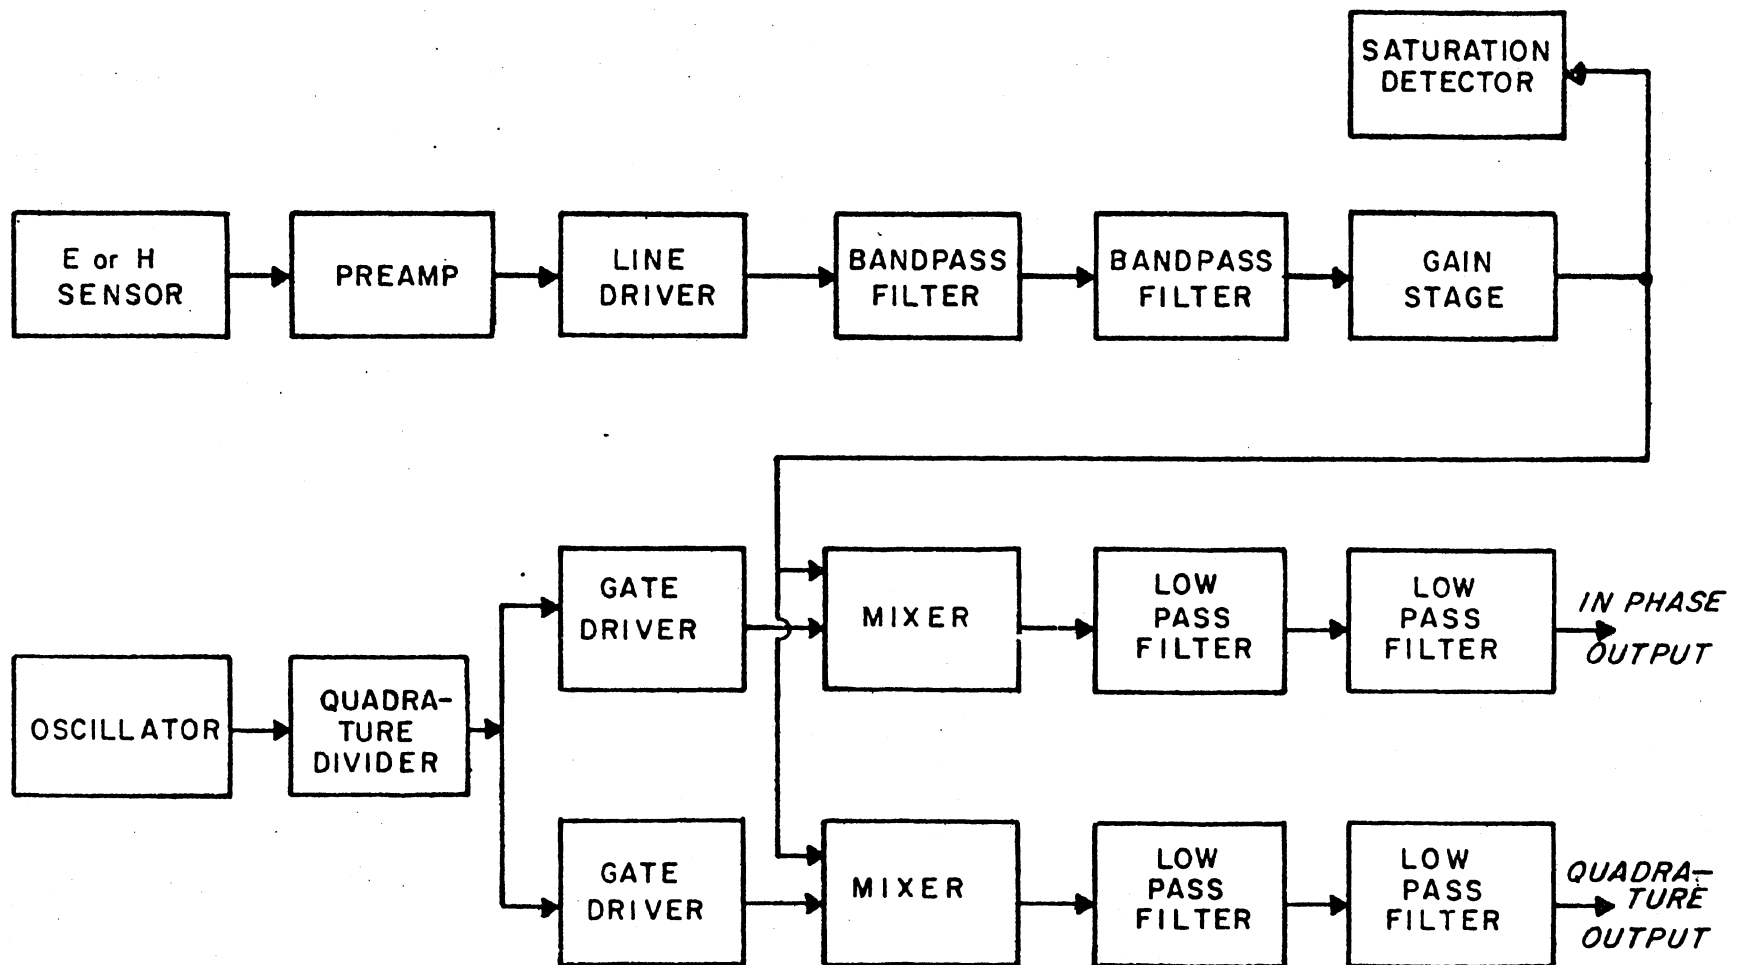 SATURATION
DETECTOR
E or H
SENSOR
PREAMP
LINE
DRIVER
BANDPASS
FILTER
BANDPASS
FILTER
GAIN
STAGE
GATE
DRIVER
MIXER
LOW
PASS
FILTER
LOW
PASS
FILTER
IN PHASE
OUTPUT
OSCILLATOR
QUADRA-
TURE
DIVIDER
GATE
DRIVER
MIXER
LOW
PASS
FILTER
LOW
PASS
FILTER
QUADRA-
TURE
OUTPUT